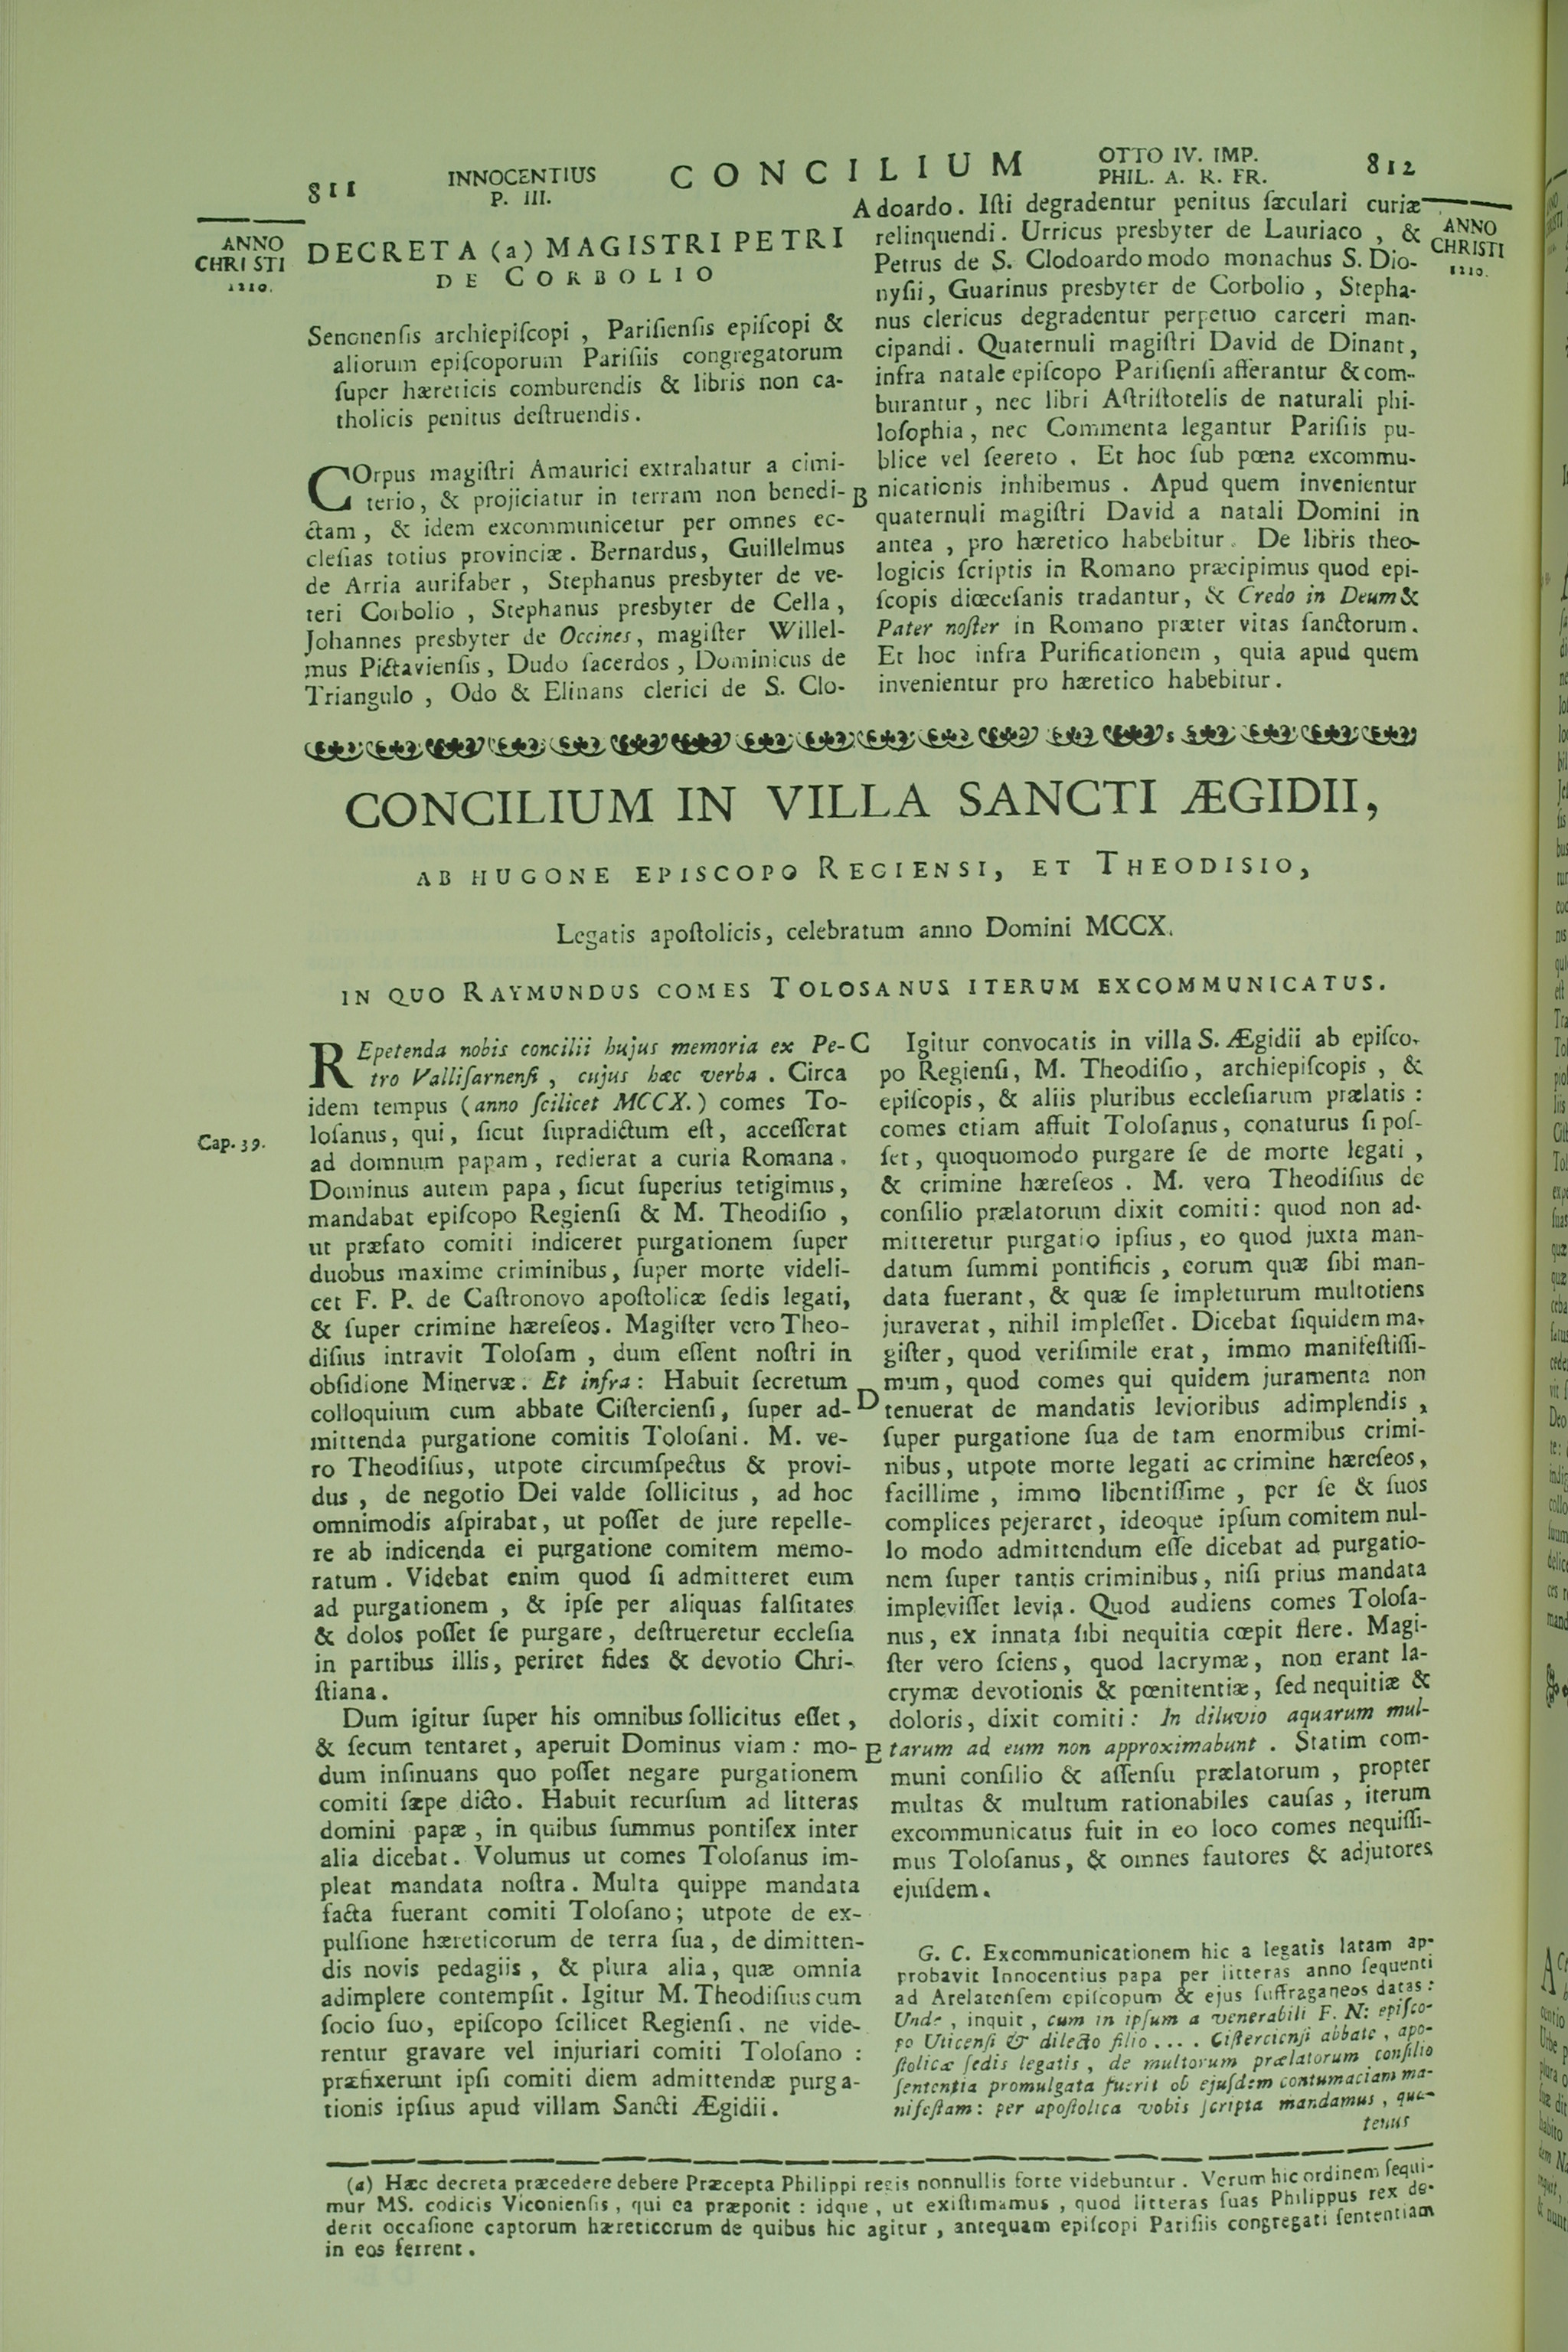 811
INNOCENTIUS
P. III.
CONCILIUM
OTTO IV. IMP.
PHIL. A. R. FR.
812
ANNO
CHRISTI
1210.
DECRETA (a) MAGISTRI PETRI
DE CORBOLIO
Senonensis archiepiscopi , Parisiensis episcopi &
aliorum episcoporum Parisiis congregatorum
super hæreticis comburendis & libris non ca-
tholicis penitus destruendis .
COrpus magistri Amaurici extrahatur a cimi-
terio, & projiciatur in terram non benedi-
ctam , & idem excommunicetur per omnes ec-
clesias totius provinciæ . Bernardus, Guillelmus
de Arria aurifaber , Stephanus presbyter de ve-
teri Corbolio , Stephanus presbyter de Cella ,
Johannes presbyter de Occines, magister Willel-
mus Pictaviensis, Dudo sacerdos , Dominicus de
Triangulo , Odo & Elinans clerici de S. Clo-
A doardo . Isti degradentur penitus sæculari curiæ
relinquendi . Urricus presbyter de Lauriaco , &
Petrus de S. Clodoardo modo monachus S. Dio-
nysii, Guarinus presbyter de Corbolio , Stepha-
nus clericus degradentur perpetuo carceri man-
cipandi . Quaternuli magistri David de Dinant,
infra natale episcopo Parisiensi afferantur & com-
burantur , nec libri Astristotelis de naturali phi-
losophia , nec Commenta legantur Parisiis pu-
blice vel seereto . Et hoc sub pœna excommu-
B nicationis inhibemus . Apud quem invenientur
quaternuli magistri David a natali Domini in
antea , pro hæretico habebitur . De libris theo-
logicis scriptis in Romano præcipimus quod epi-
scopis diœcesanis tradantur, & Credo in Deum &
Pater noster in Romano præter vitas sanctorum .
Et hoc infra Purificationem , quia apud quem
invenientur pro hæretico habebitur .
ANNO
CHRISTI
1210.
CONCILIUM IN VILLA SANCTI ÆGIDII,
AB HUGONE EPISCOPO REGIENSI, ET THEODISIO,
Legatis apostolicis, celebratum anno Domini MCCX.
IN QUO RAYMUNDUS COMES TOLOSANUS ITERUM EXCOMMUNICATUS.
REpetenda nobis concilii hujus memoria ex Pe-
tro Vallisarnensi , cujus hæc verba . Circa
idem tempus (anno scilicet MCCX.) comes To-
losanus, qui, sicut supradictum est, accesserat
Cap. 39.
ad domnum papam , redierat a curia Romana .
Dominus autem papa , sicut superius tetigimus,
mandabat episcopo Regiensi & M. Theodisio ,
ut præfato comiti indiceret purgationem super
duobus maxime criminibus, super morte videli-
cet F. P. de Castronovo apostolicæ sedis legati,
& super crimine hæreseos. Magister vero Theo-
disius intravit Tolosam , dum essent nostri in
obsidione Minervæ. Et infra: Habuit secretum
colloquium cum abbate Cisterciensi, super ad-
mittenda purgatione comitis Tolosani. M. ve-
ro Theodisius, utpote circumspectus & provi-
dus , de negotio Dei valde sollicitus , ad hoc
omnimodis aspirabat, ut posset de jure repelle-
re ab indicenda ei purgatione comitem memo-
ratum . Videbat enim quod si admitteret eum
ad purgationem , & ipse per aliquas falsitates
& dolos posset se purgare, destrueretur ecclesia
in partibus illis, periret fides & devotio Chri-
stiana.
Dum igitur super his omnibus sollicitus esset,
& secum tentaret, aperuit Dominus viam: mo-
dum insinuans quo posset negare purgationem
comiti sæpe dicto. Habuit recursum ad litteras
domini papæ , in quibus summus pontifex inter
alia dicebat. Volumus ut comes Tolosanus im-
pleat mandata nostra. Multa quippe mandata
facta fuerant comiti Tolosano; utpote de ex-
pulsione hæreticorum de terra sua, de dimitten-
dis novis pedagiis , & plura alia, quæ omnia
adimplere contempsit. Igitur M. Theodisius cum
socio suo, episcopo scilicet Regiensi, ne vide-
rentur gravare vel injuriari comiti Tolosano :
præfixerunt ipsi comiti diem admittendæ purga-
tionis ipsius apud villam Sancti Ægidii.
C Igitur convocatis in villa S. Ægidii ab episco-
po Regiensi, M. Theodisio, archiepiscopis , &
episcopis, & aliis pluribus ecclesiarum prælatis :
comes etiam affuit Tolosanus, conaturus si pos-
set, quoquomodo purgare se de morte legati ,
& crimine hæreseos . M. vero Theodisius de
consilio prælatorum dixit comiti: quod non ad-
mitteretur purgatio ipsius, eo quod juxta man-
datum summi pontificis , eorum quæ sibi man-
data fuerant, & quæ se impleturum multotiens
juraverat , nihil implesset. Dicebat siquidem ma-
gister, quod verisimile erat, immo manifestissi-
mum, quod comes qui quidem juramenta non
D tenuerat de mandatis levioribus adimplendis ,
super purgatione sua de tam enormibus crimi-
nibus, utpote morte legati ac crimine hæreseos,
facillime , immo libentissime , per se & suos
complices pejeraret, ideoque ipsum comitem nul-
lo modo admittendum esse dicebat ad purgatio-
nem super tantis criminibus, nisi prius mandata
implevisset levia. Quod audiens comes Tolosa-
nus, ex innata sibi nequitia cœpit flere. Magi-
ster vero sciens, quod lacrymæ, non erant la-
crymæ devotionis & pœnitentiæ, sed nequitiæ &
doloris, dixit comiti: In diluvio aquarum mul-
E tarum ad eum non approximabunt . Statim com-
muni consilio & assensu prælatorum , propter
multas & multum rationabiles causas , iterum
excommunicatus fuit in eo loco comes nequissi-
mus Tolosanus, & omnes fautores & adjutores
ejusdem.
G. C. Excommunicationem hic a legatis latam ap-
probavit Innocentius papa per litteras anno sequenti
ad Arelatensem episcopum & ejus suffraganeos datas :
Unde , inquit, cum in ipsum a venerabili F. N: episco-
po Uticensi & dilecto filio .... Cisterciensi abbate , apo-
stolicæ sedis legatis , de multorum prælatorum consilio
sententia promulgata fuerit ob ejusdem contumaciam ma-
nifestam: per apostolica vobis scripta mandamus , qua-
tenus
(a) Hæc decreta præcedere debere Præcepta Philippi regis nonnullis forte videbuntur . Verum hic ordinem sequi-
mur MS. codicis Viconiensis , qui ea præponit : idque , ut existimamus , quod litteras suas Philippus rex de-
derit occasione captorum hæreticorum de quibus hic agitur , antequam episcopi Parisiis congregati sententiam
in eos ferrent .